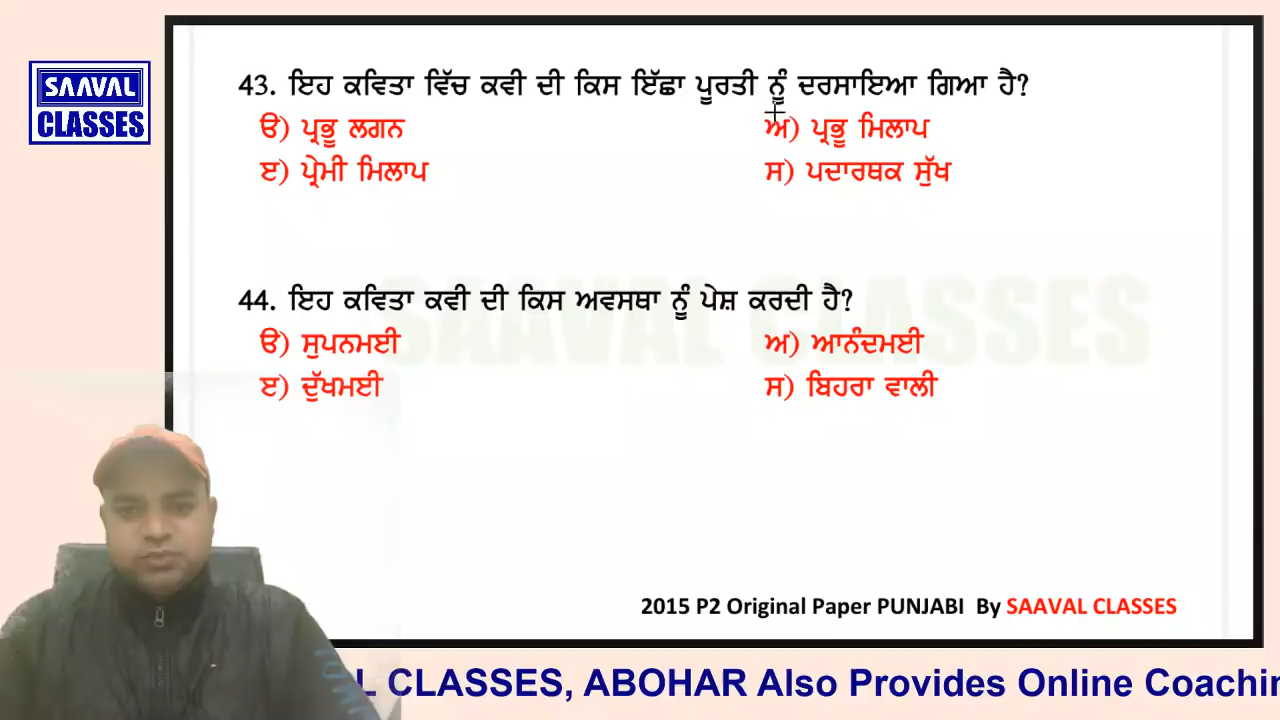 SAAVAL
CLASSES
43. ਇਹ ਕਵਿਤਾ ਵਿੱਚ ਕਵੀ ਦੀ ਕਿਸ ਇੱਛਾ ਪੂਰਤੀ ਨੂੰ ਦਰਸਾਇਆ ਗਿਆ ਹੈ?
ੳ) ਪ੍ਰਭੂ ਲਗਨ ਅ) ਪ੍ਰਭੂ ਮਿਲਾਪ
ੲ) ਪ੍ਰੇਮੀ ਮਿਲਾਪ ਸ) ਪਦਾਰਥਕ ਸੁੱਖ
44. ਇਹ ਕਵਿਤਾ ਕਵੀ ਦੀ ਕਿਸ ਅਵਸਥਾ ਨੂੰ ਪੇਸ਼ ਕਰਦੀ ਹੈ?
SAAVAL CLASSES
ੳ) ਸੁਪਨਮਈ ਅ) ਆਨੰਦਮਈ
ੲ) ਦੁੱਖਮਈ ਸ) ਬਿਹਰਾ ਵਾਲੀ
2015 P2 Original Paper PUNJABI By SAAVAL CLASSES
L CLASSES, ABOHAR Also Provides Online Coachin